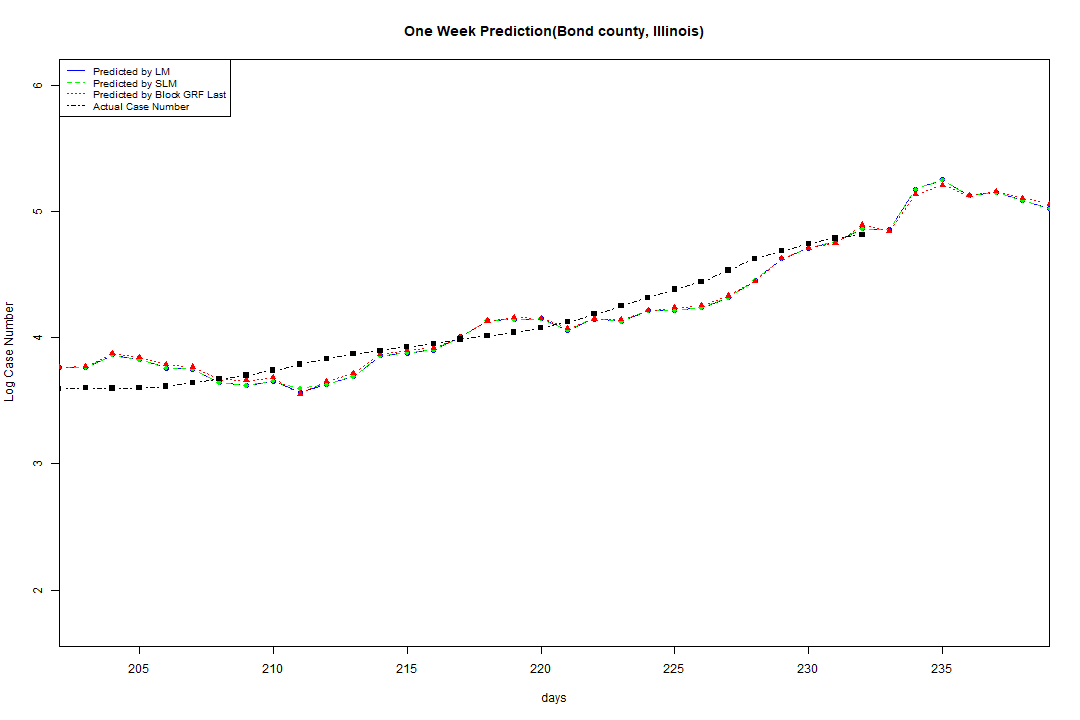 One Week Prediction(Bond county, Illinois)
Predicted by LM
Predicted by SLM
Predicted by Block GRF Last
Actual Case Number
6
5
4
3
2
Log Case Number
205 210 215 220 225 230 235
days